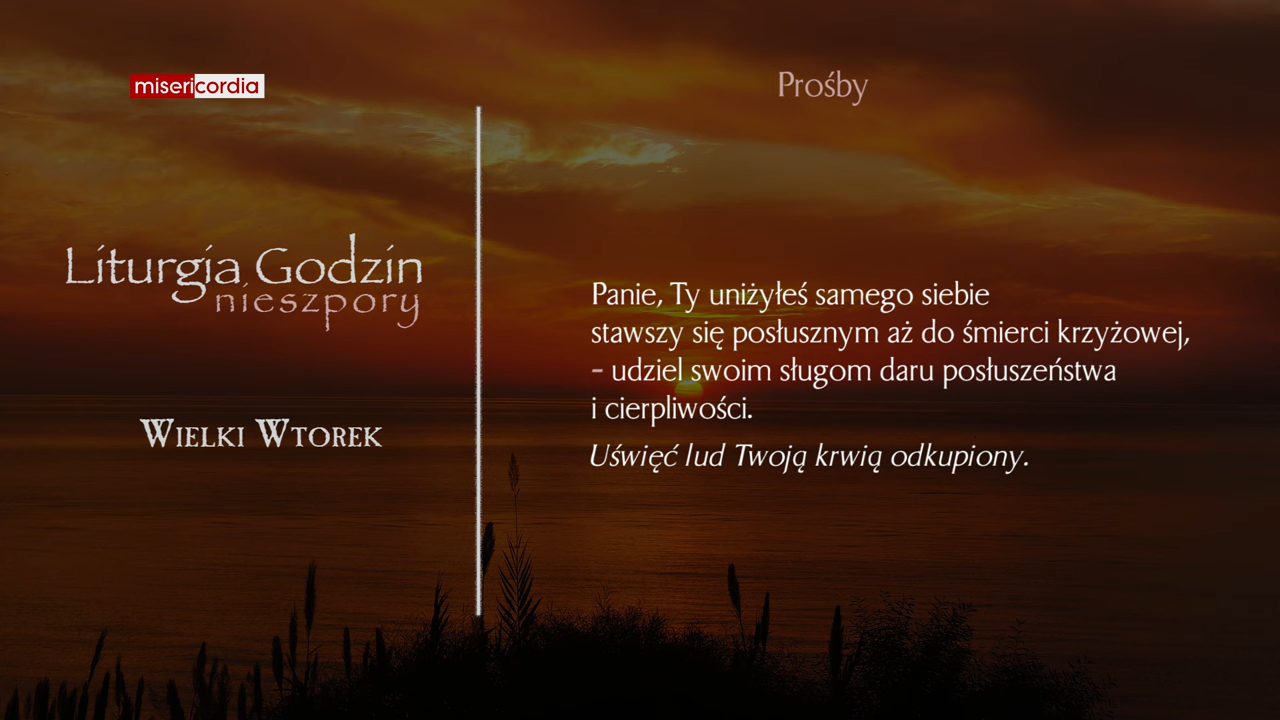 misericordia
Prośby
Liturgia Godzin
nieszpory
Wielki Wtorek
Panie, Ty uniżyłeś samego siebie
stawszy się posłusznym aż do śmierci krzyżowej,
- udziel swoim sługom daru posłuszeństwa
i cierpliwości.
Uświęć lud Twoją krwią odkupiony.